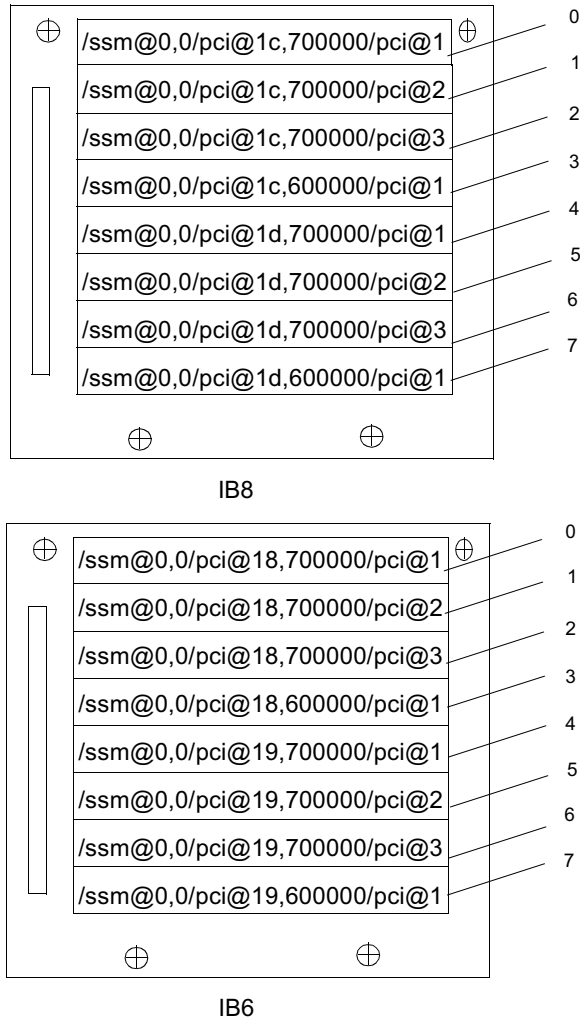 /ssm@0,0/pci@1c,700000/pci@1 0
/ssm@0,0/pci@1c,700000/pci@2 1
/ssm@0,0/pci@1c,700000/pci@3 2
/ssm@0,0/pci@1c,600000/pci@1 3
/ssm@0,0/pci@1d,700000/pci@1 4
/ssm@0,0/pci@1d,700000/pci@2 5
/ssm@0,0/pci@1d,700000/pci@3 6
/ssm@0,0/pci@1d,600000/pci@1 7
IB8
/ssm@0,0/pci@18,700000/pci@1 0
/ssm@0,0/pci@18,700000/pci@2 1
/ssm@0,0/pci@18,700000/pci@3 2
/ssm@0,0/pci@18,600000/pci@1 3
/ssm@0,0/pci@19,700000/pci@1 4
/ssm@0,0/pci@19,700000/pci@2 5
/ssm@0,0/pci@19,700000/pci@3 6
/ssm@0,0/pci@19,600000/pci@1 7
IB6